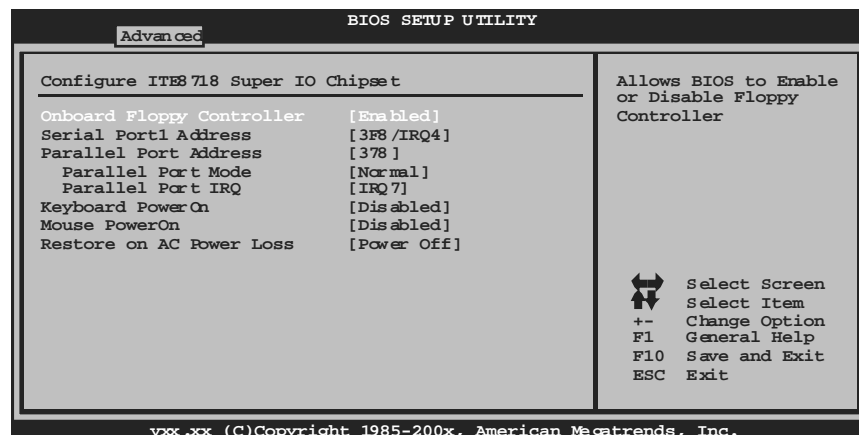 BIOS SETUP UTILITY
Advanced
Configure ITE8718 Super IO Chipset
Onboard Floppy Controller [Enabled]
Serial Port1 Address [3F8/IRQ4]
Parallel Port Address [378]
Parallel Port Mode [Normal]
Parallel Port IRQ [IRQ7]
Keyboard PowerOn [Disabled]
Mouse PowerOn [Disabled]
Restore on AC Power Loss [Power Off]
Allows BIOS to Enable
or Disable Floppy
Controller
Select Screen
Select Item
+- Change Option
F1 General Help
F10 Save and Exit
ESC Exit
vxx.xx (C)Copyright 1985-200x, American Megatrends, Inc.